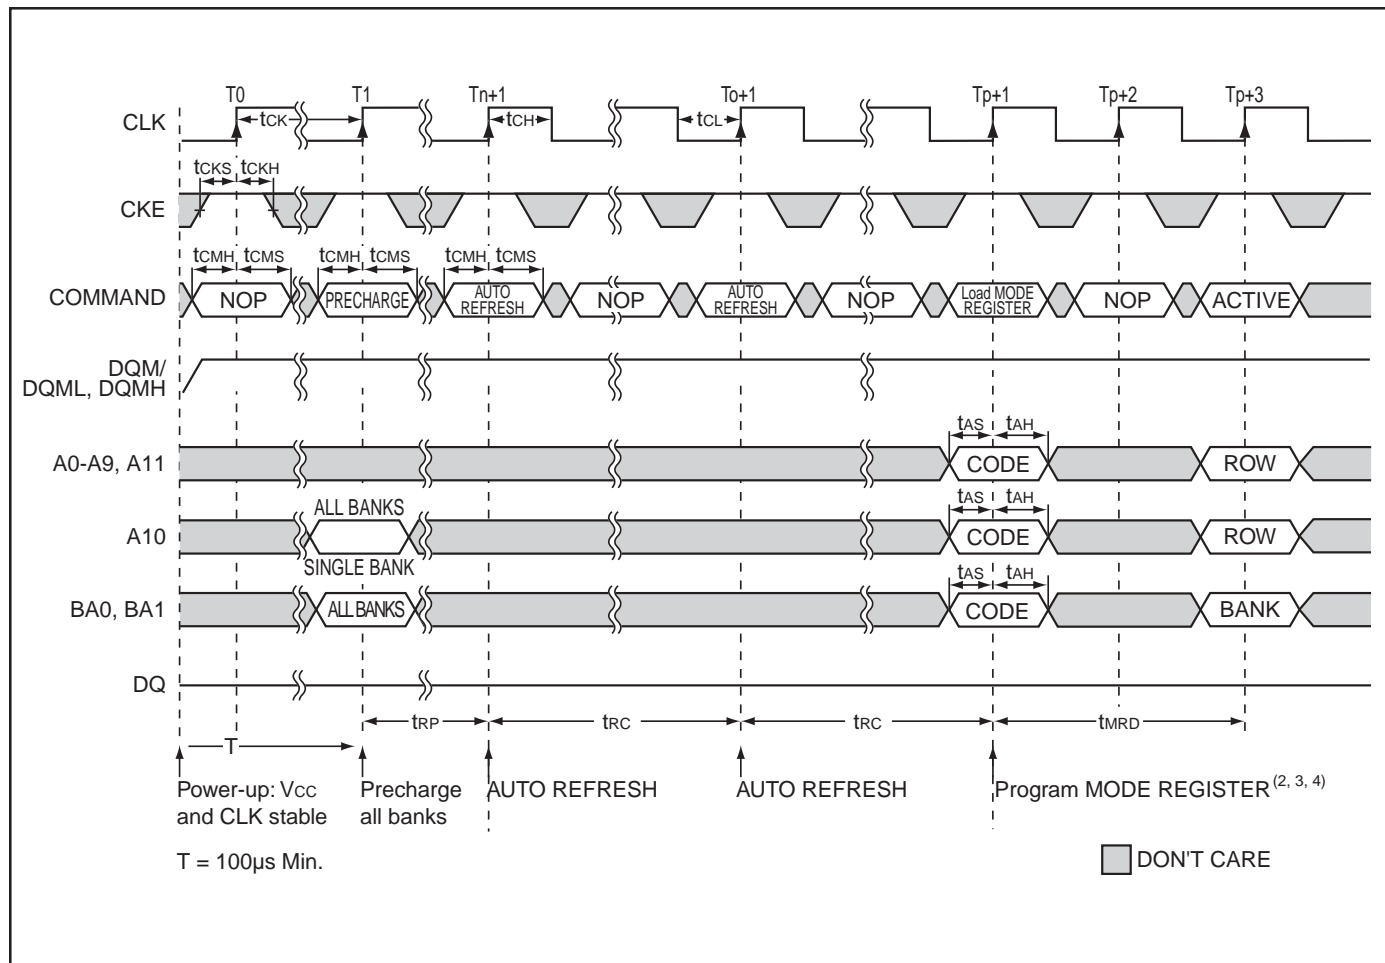 T0 T1 Tn+1 To+1 Tp+1 Tp+2 Tp+3
CLK tCK tCH tCL
tCKS tCKH
CKE
tCMH tCMS tCMH tCMS tCMH tCMS
COMMAND NOP PRECHARGE AUTO REFRESH NOP AUTO REFRESH NOP Load MODE REGISTER NOP ACTIVE
DQM/
DQML, DQMH
tAS tAH
A0-A9, A11 CODE ROW
ALL BANKS tAS tAH
A10 CODE ROW
SINGLE BANK tAS tAH
BA0, BA1 ALL BANKS CODE BANK
DQ
tRP tRC tRC tMRD
T
Power-up: VCC Precharge AUTO REFRESH AUTO REFRESH Program MODE REGISTER (2, 3, 4)
and CLK stable all banks
T = 100μs Min. DON'T CARE